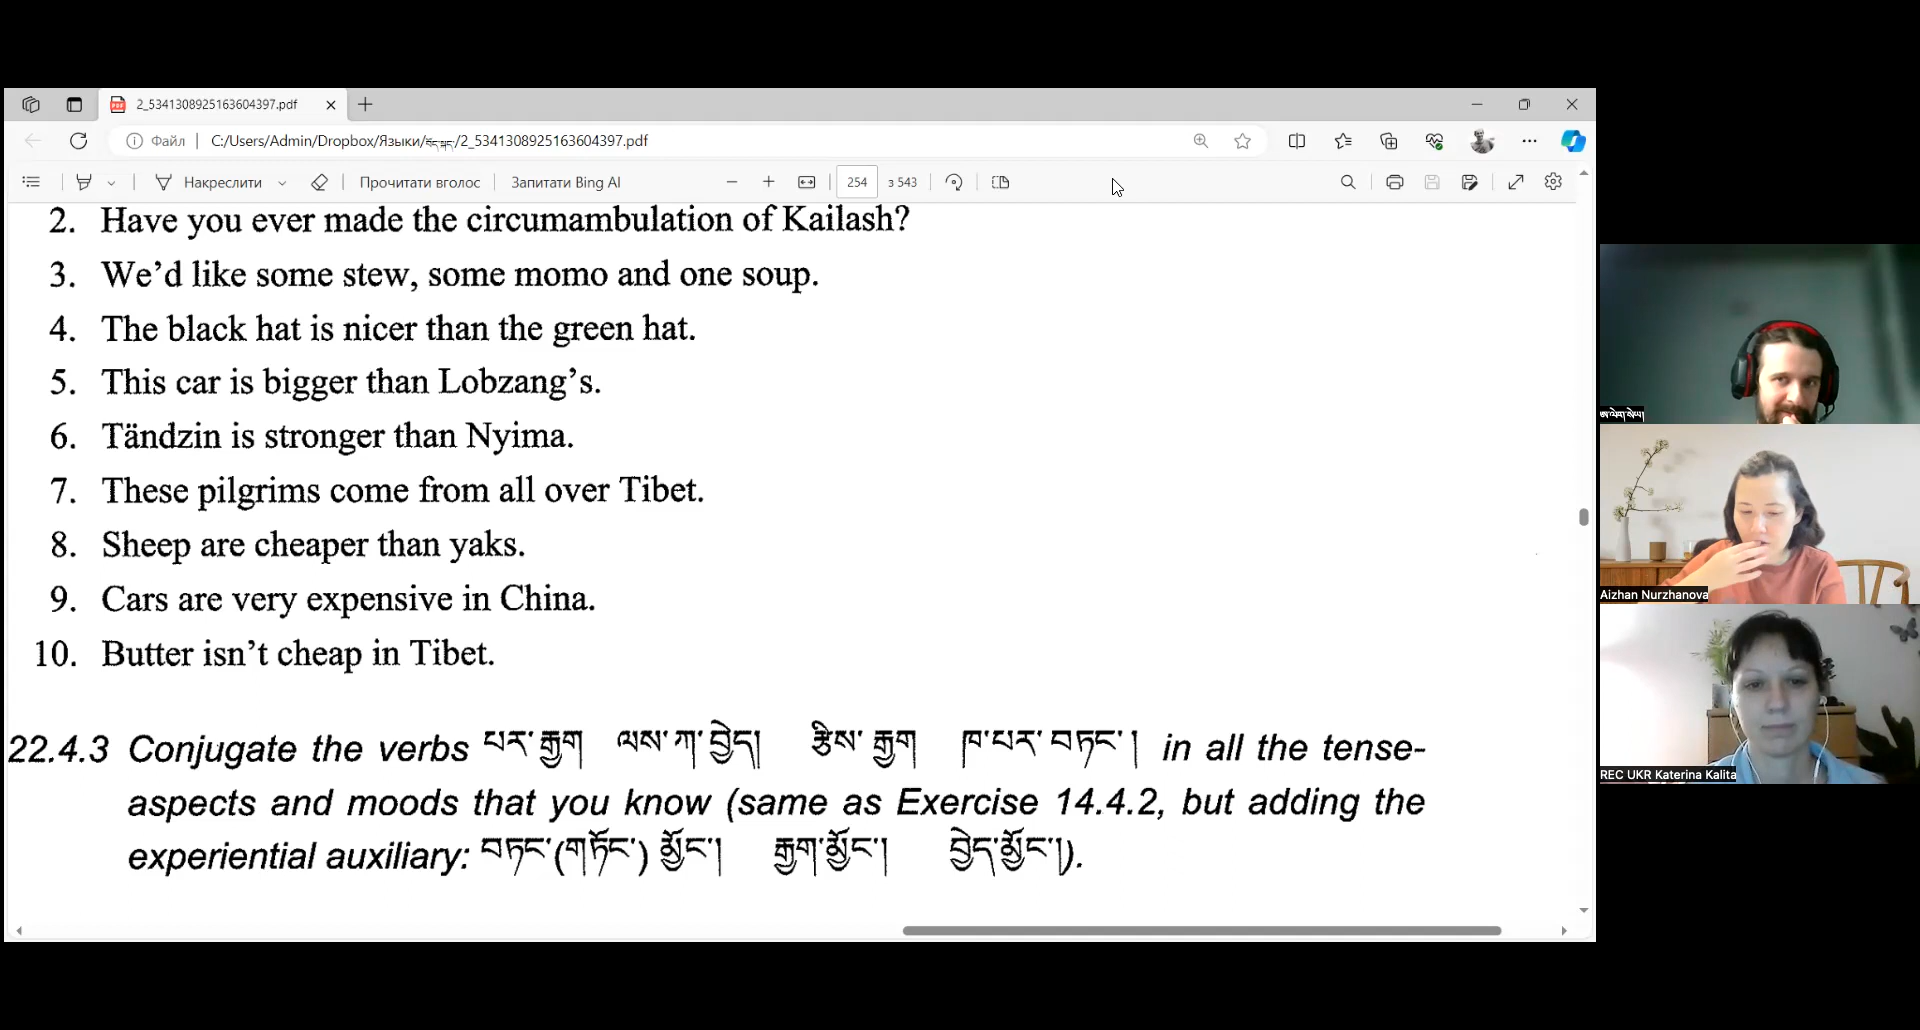 2_5341308925163604397.pdf
Файл
C:/Users/Admin/Dropbox/Языки/བོད་སྐད་/2_5341308925163604397.pdf
Накреслити
Прочитати вголос
Запитати Bing AI
254 з 543
2. Have you ever made the circumambulation of Kailash?
3. We’d like some stew, some momo and one soup.
4. The black hat is nicer than the green hat.
5. This car is bigger than Lobzang’s.
6. Tändzin is stronger than Nyima.
7. These pilgrims come from all over Tibet.
8. Sheep are cheaper than yaks.
9. Cars are very expensive in China.
10. Butter isn’t cheap in Tibet.
22.4.3 Conjugate the verbs པར་རྒྱག ལས་ཀ་བྱེད། རྩིས་རྒྱག ཁ་པར་བཏང་། in all the tense-
aspects and moods that you know (same as Exercise 14.4.2, but adding the
experiential auxiliary: བཏང་(གཏོང་) མྱོང་། རྒྱག་མྱོང་། བྱེད་མྱོང་།).
Aizhan Nurzhanova
REC UKR Katerina Kalita